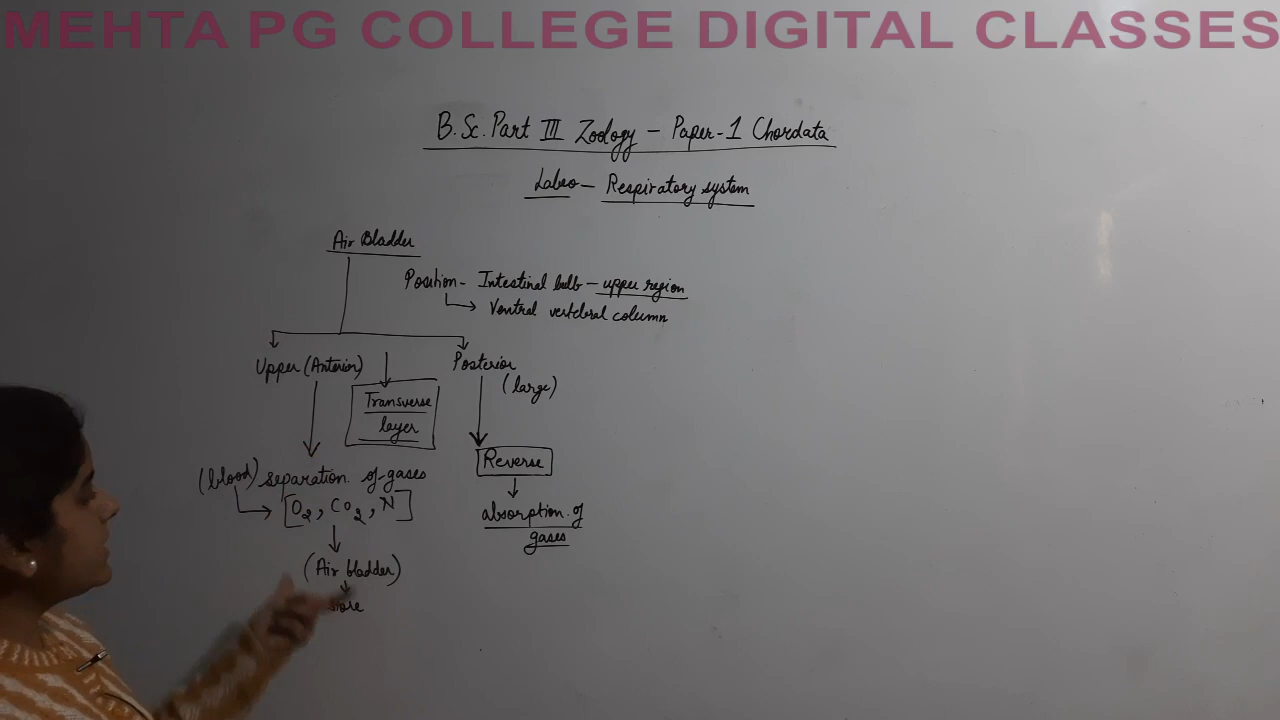 MEHTA PG COLLEGE DIGITAL CLASSES
B.Sc. Part III Zoology - Paper-1 Chordata
Labeo - Respiratory system
Air Bladder
Position - Intestinal bulb - upper region
Ventral vertebral column
Upper (Anterior)
Posterior
(large)
Transverse
layer
Reverse
(blood) separation of gases
[O2, CO2, N]
absorption of
gases
(Air bladder)
store